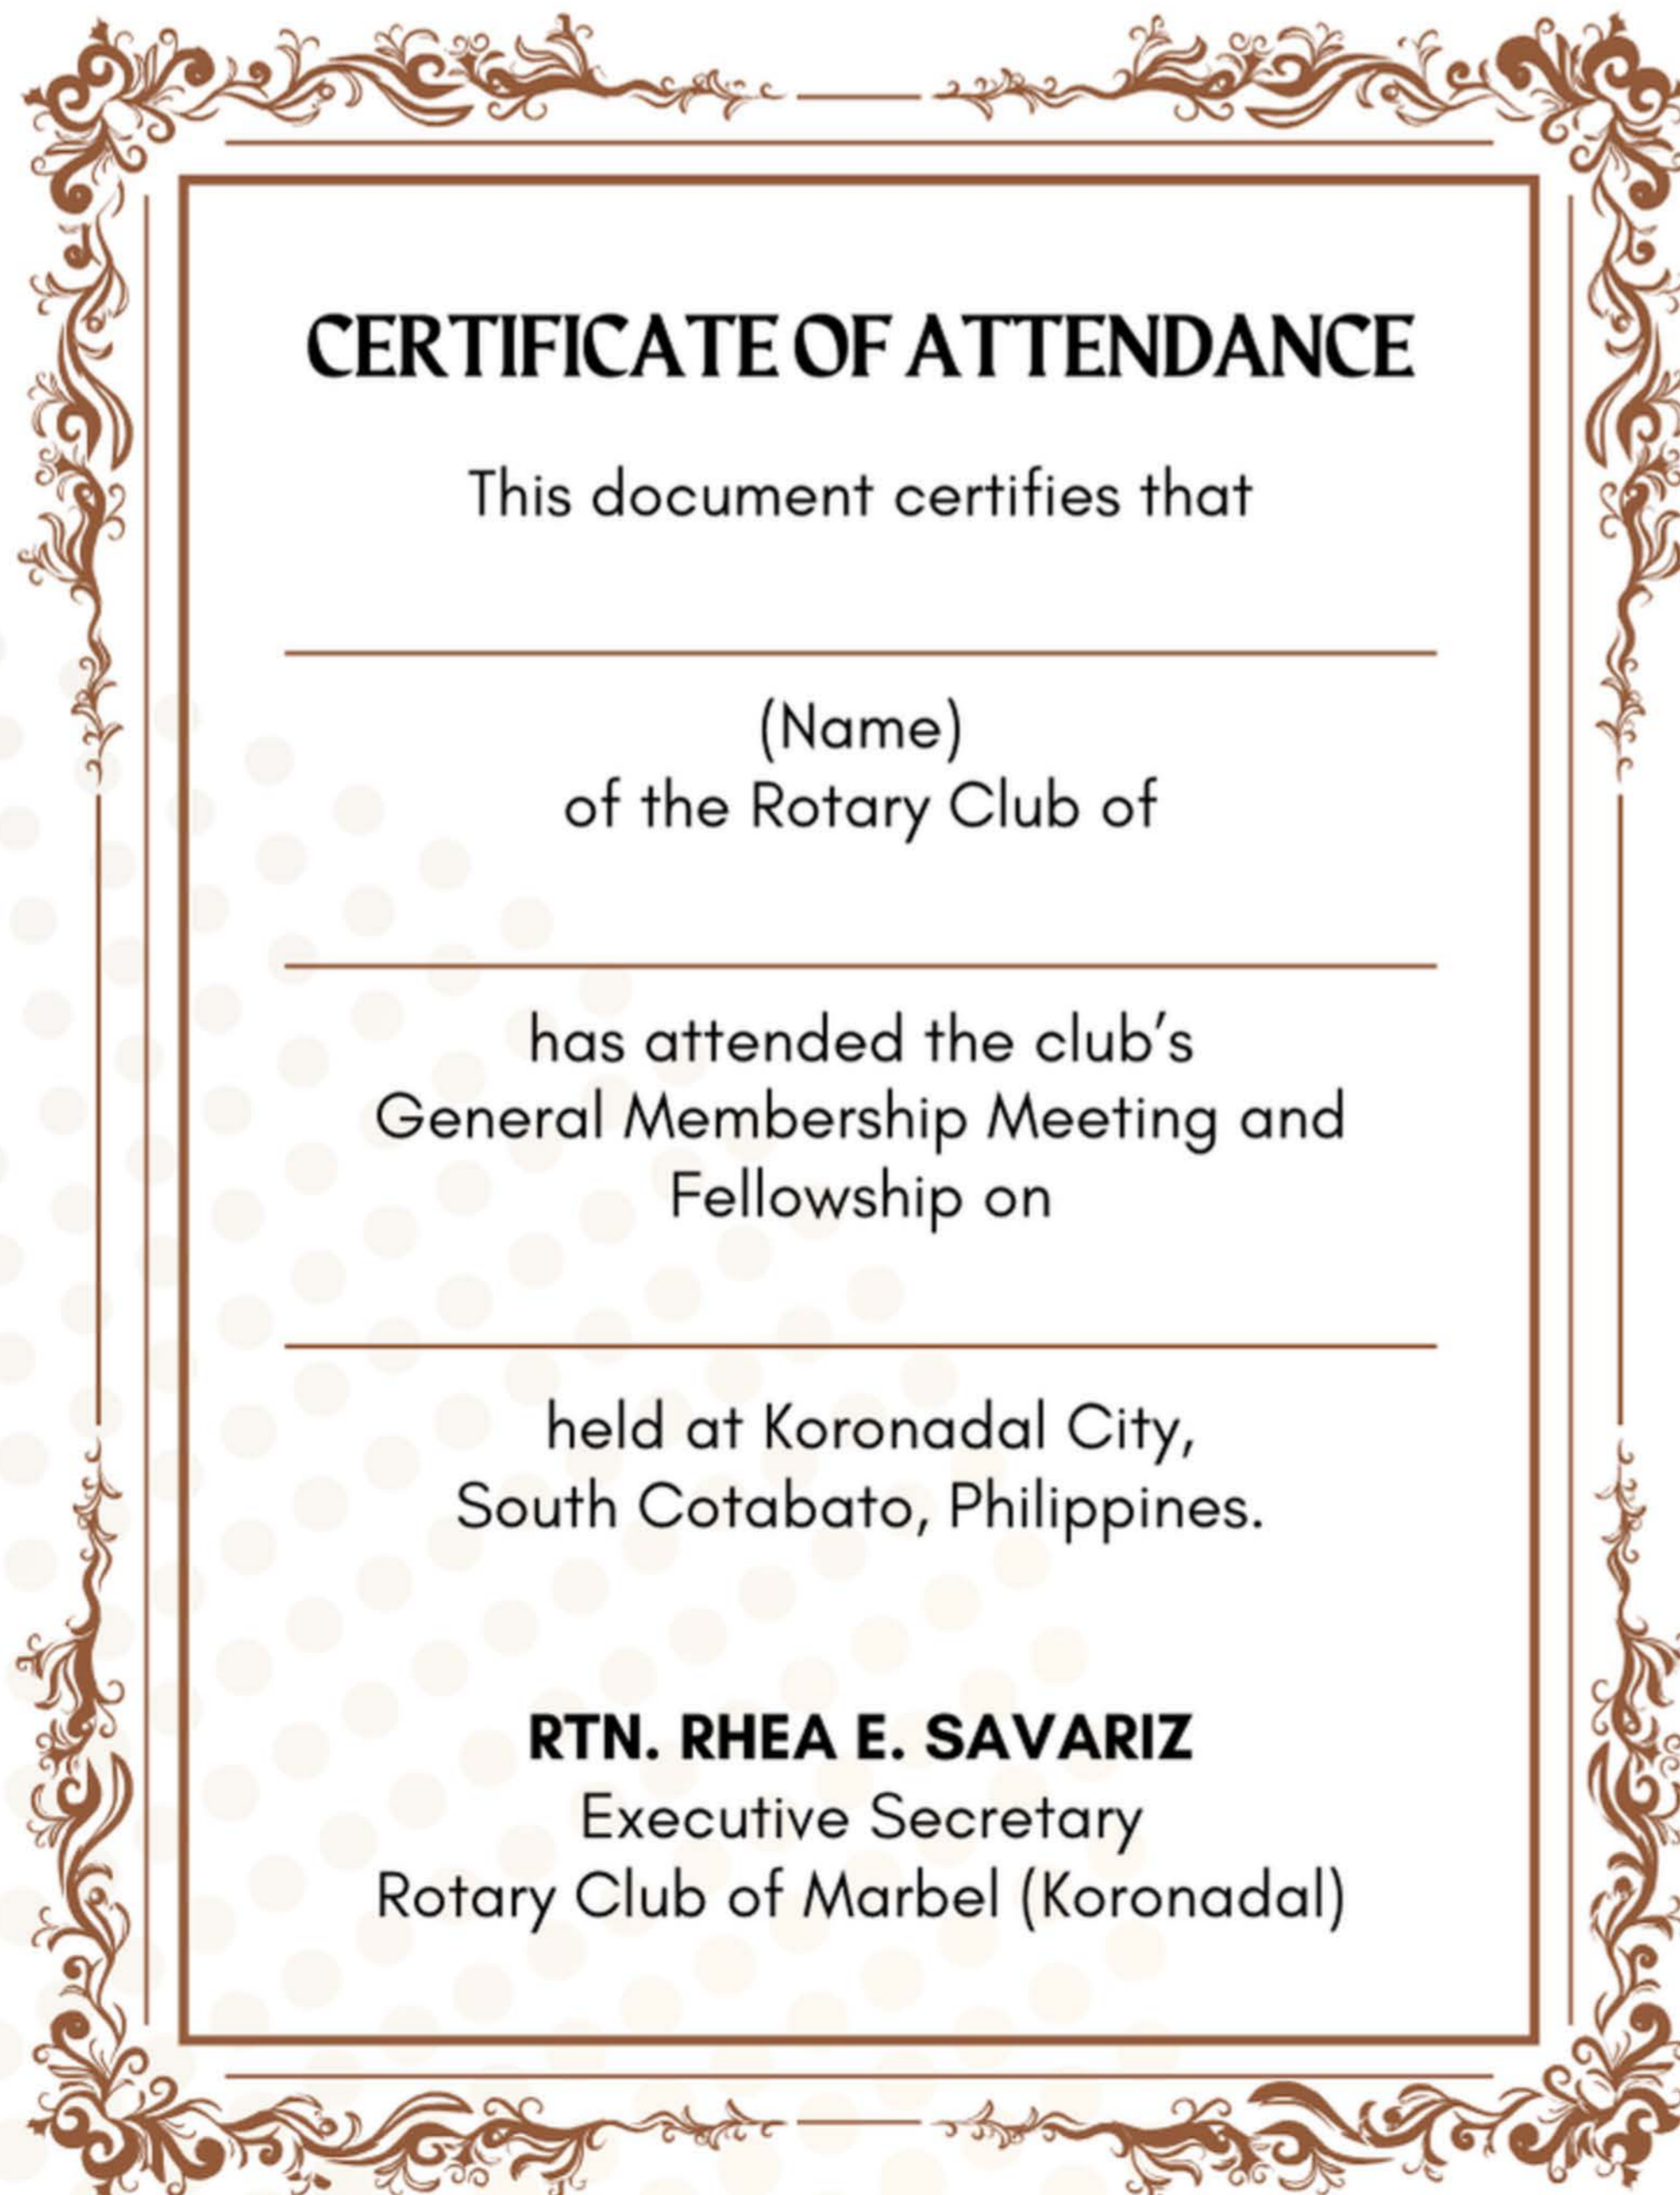 CERTIFICATE OF ATTENDANCE
This document certifies that
(Name)
of the Rotary Club of
has attended the club’s
General Membership Meeting and
Fellowship on
held at Koronadal City,
South Cotabato, Philippines.
RTN. RHEA E. SAVARIZ
Executive Secretary
Rotary Club of Marbel (Koronadal)